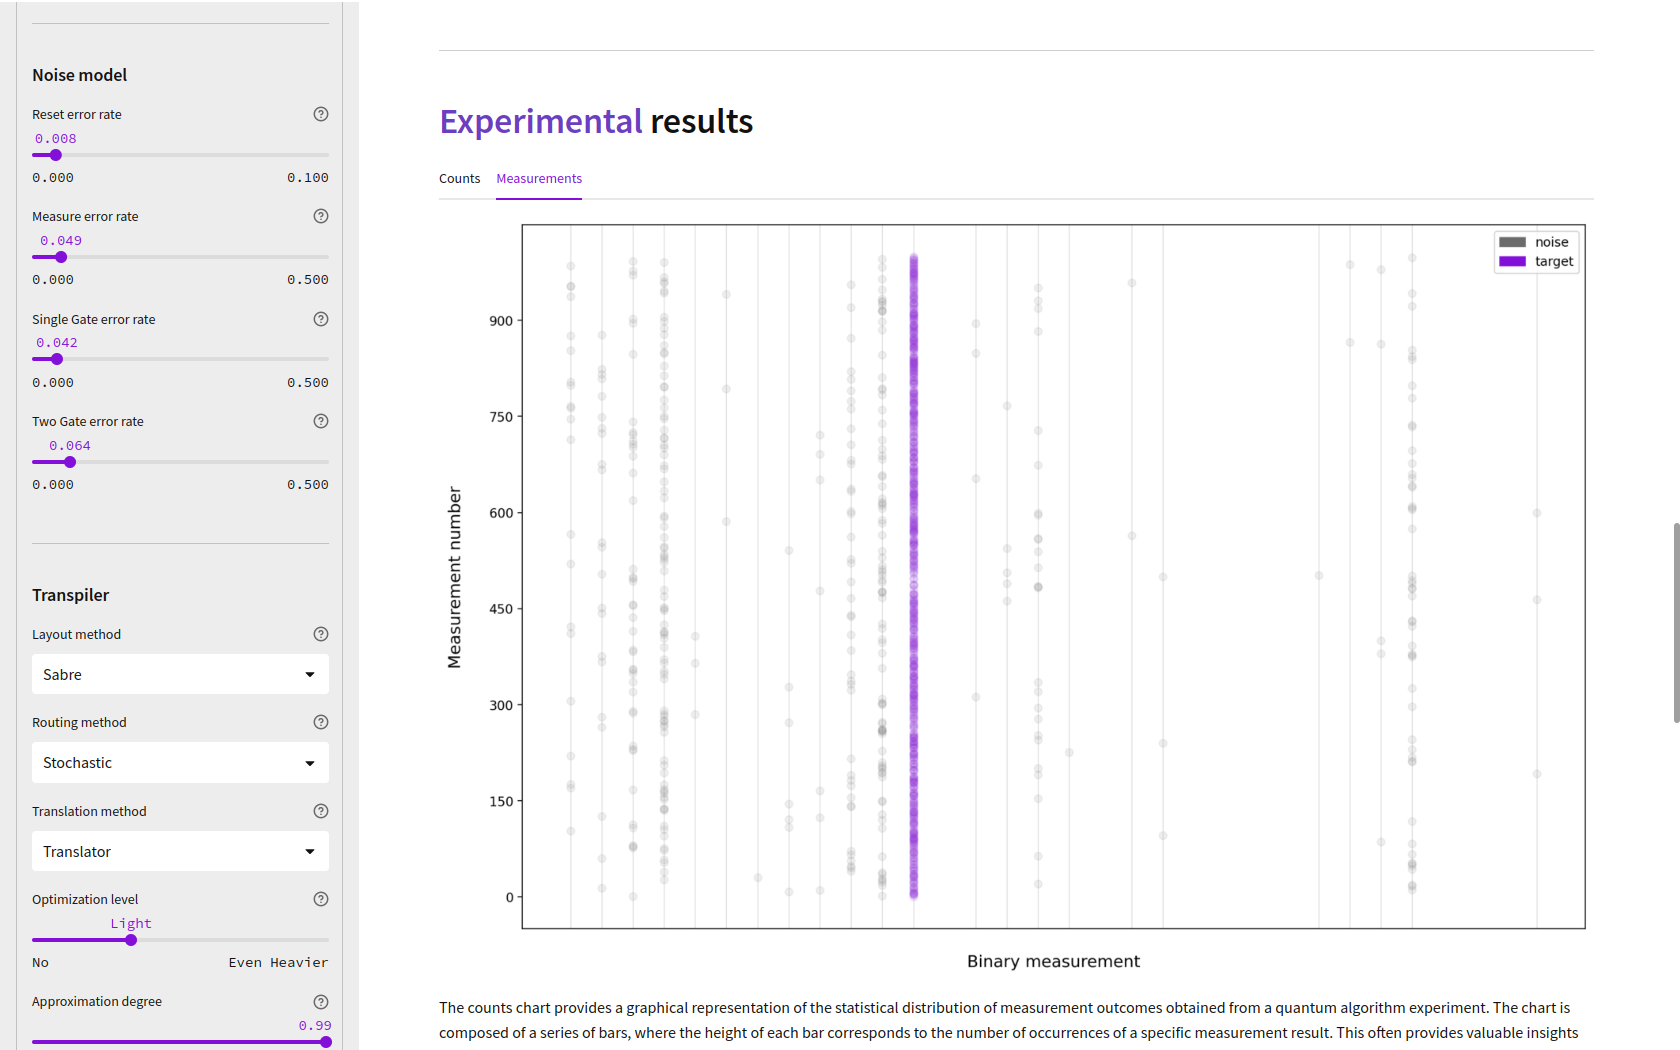 Noise model
Reset error rate
0.008
0.000 0.100
Measure error rate
0.049
0.000 0.500
Single Gate error rate
0.042
0.000 0.500
Two Gate error rate
0.064
0.000 0.500
Transpiler
Layout method
Sabre
Routing method
Stochastic
Translation method
Translator
Optimization level
Light
No Even Heavier
Approximation degree
0.99
Experimental results
Counts Measurements
noise
target
900
750
600
450
300
150
0
Measurement number
Binary measurement
The counts chart provides a graphical representation of the statistical distribution of measurement outcomes obtained from a quantum algorithm experiment. The chart is
composed of a series of bars, where the height of each bar corresponds to the number of occurrences of a specific measurement result. This often provides valuable insights